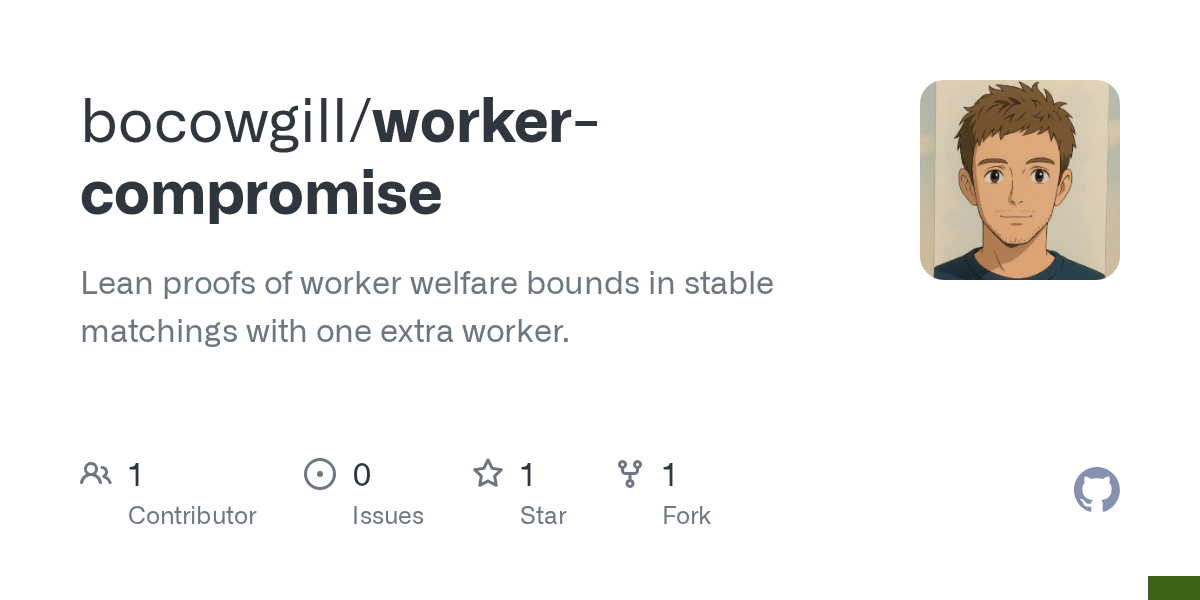 bocowgill/worker-
compromise
Lean proofs of worker welfare bounds in stable
matchings with one extra worker.
1
Contributor
0
Issues
1
Star
1
Fork